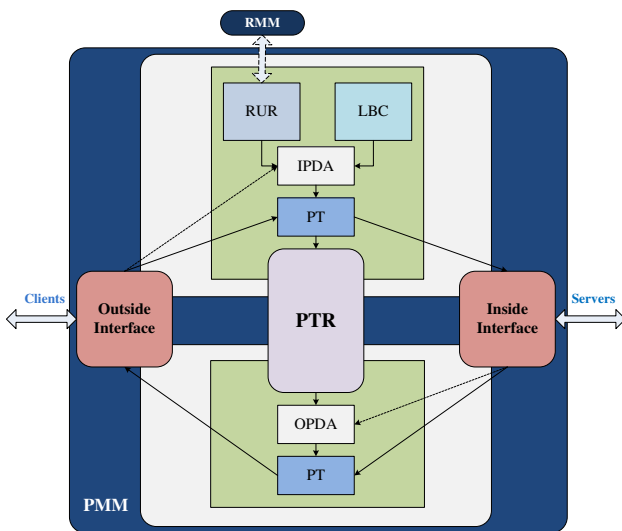 RMM
RUR
LBC
IPDA
PT
Clients
Outside
Interface
PTR
Inside
Interface
Servers
OPDA
PT
PMM